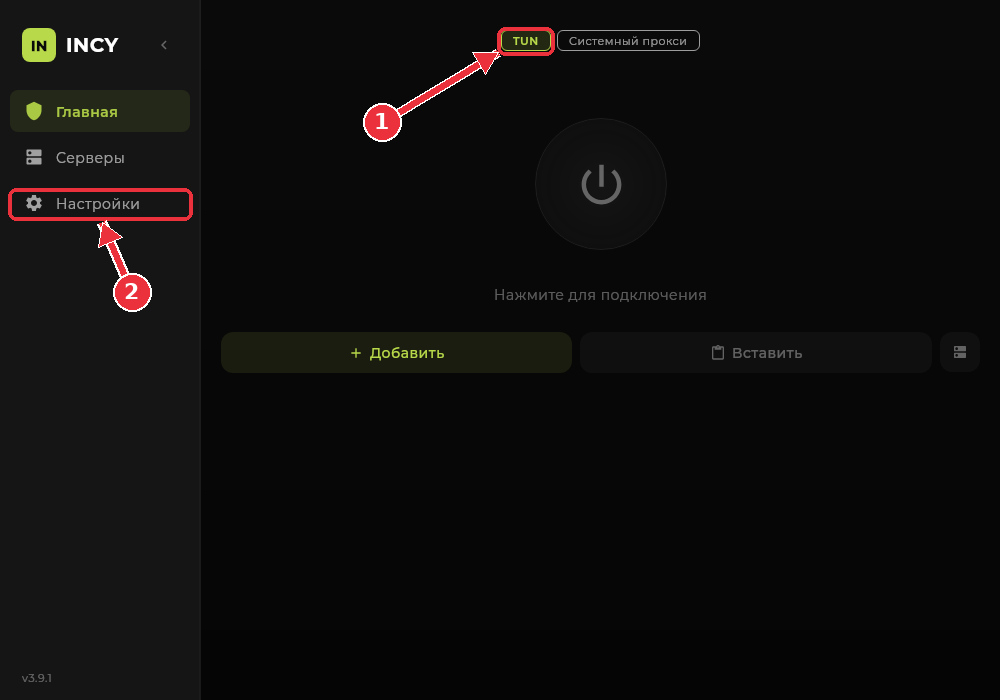 IN INCY
Главная
Серверы
Настройки
2
v3.9.1
TUN Системный прокси
1
Нажмите для подключения
+ Добавить
Вставить